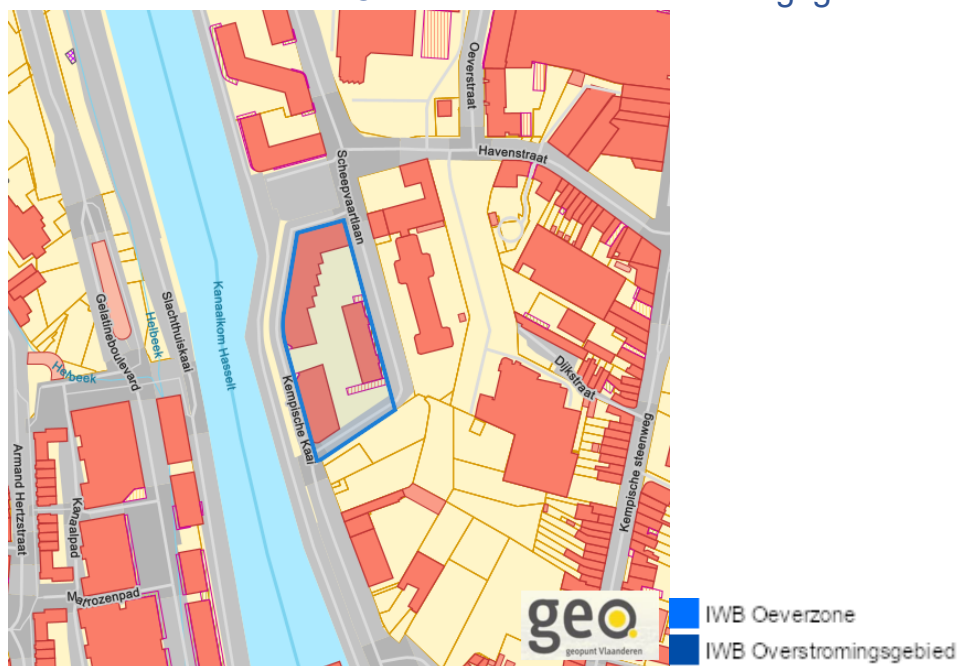 Oeverstraat
Havenstraat
Scheepvaartlaan
Kanaalkom Hasselt
Slachthuiskaai
Helbeek
Gelatineboulevard
Helbeek
Kempische Kaai
Dijkstraat
Kempische steenweg
Armand Hertzstraat
Kanaalpad
Matrozenpad
geo.
geopunt Vlaanderen
IWB Oeverzone
IWB Overstromingsgebied